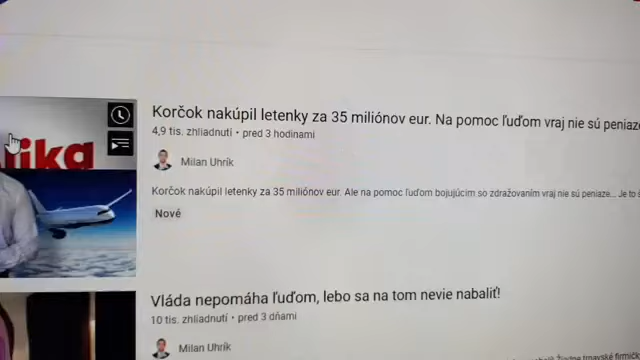 Korčok nakúpil letenky za 35 miliónov eur. Na pomoc ľuďom vraj nie sú peniaze
4,9 tis. zhliadnutí • pred 3 hodinami
Milan Uhrík
Korčok nakúpil letenky za 35 miliónov eur. Ale na pomoc ľuďom bojujúcim so zdražovaním vraj nie sú peniaze... Je to
Nové
Vláda nepomáha ľuďom, lebo sa na tom nevie nabaliť!
10 tis. zhliadnutí • pred 3 dňami
Milan Uhrík